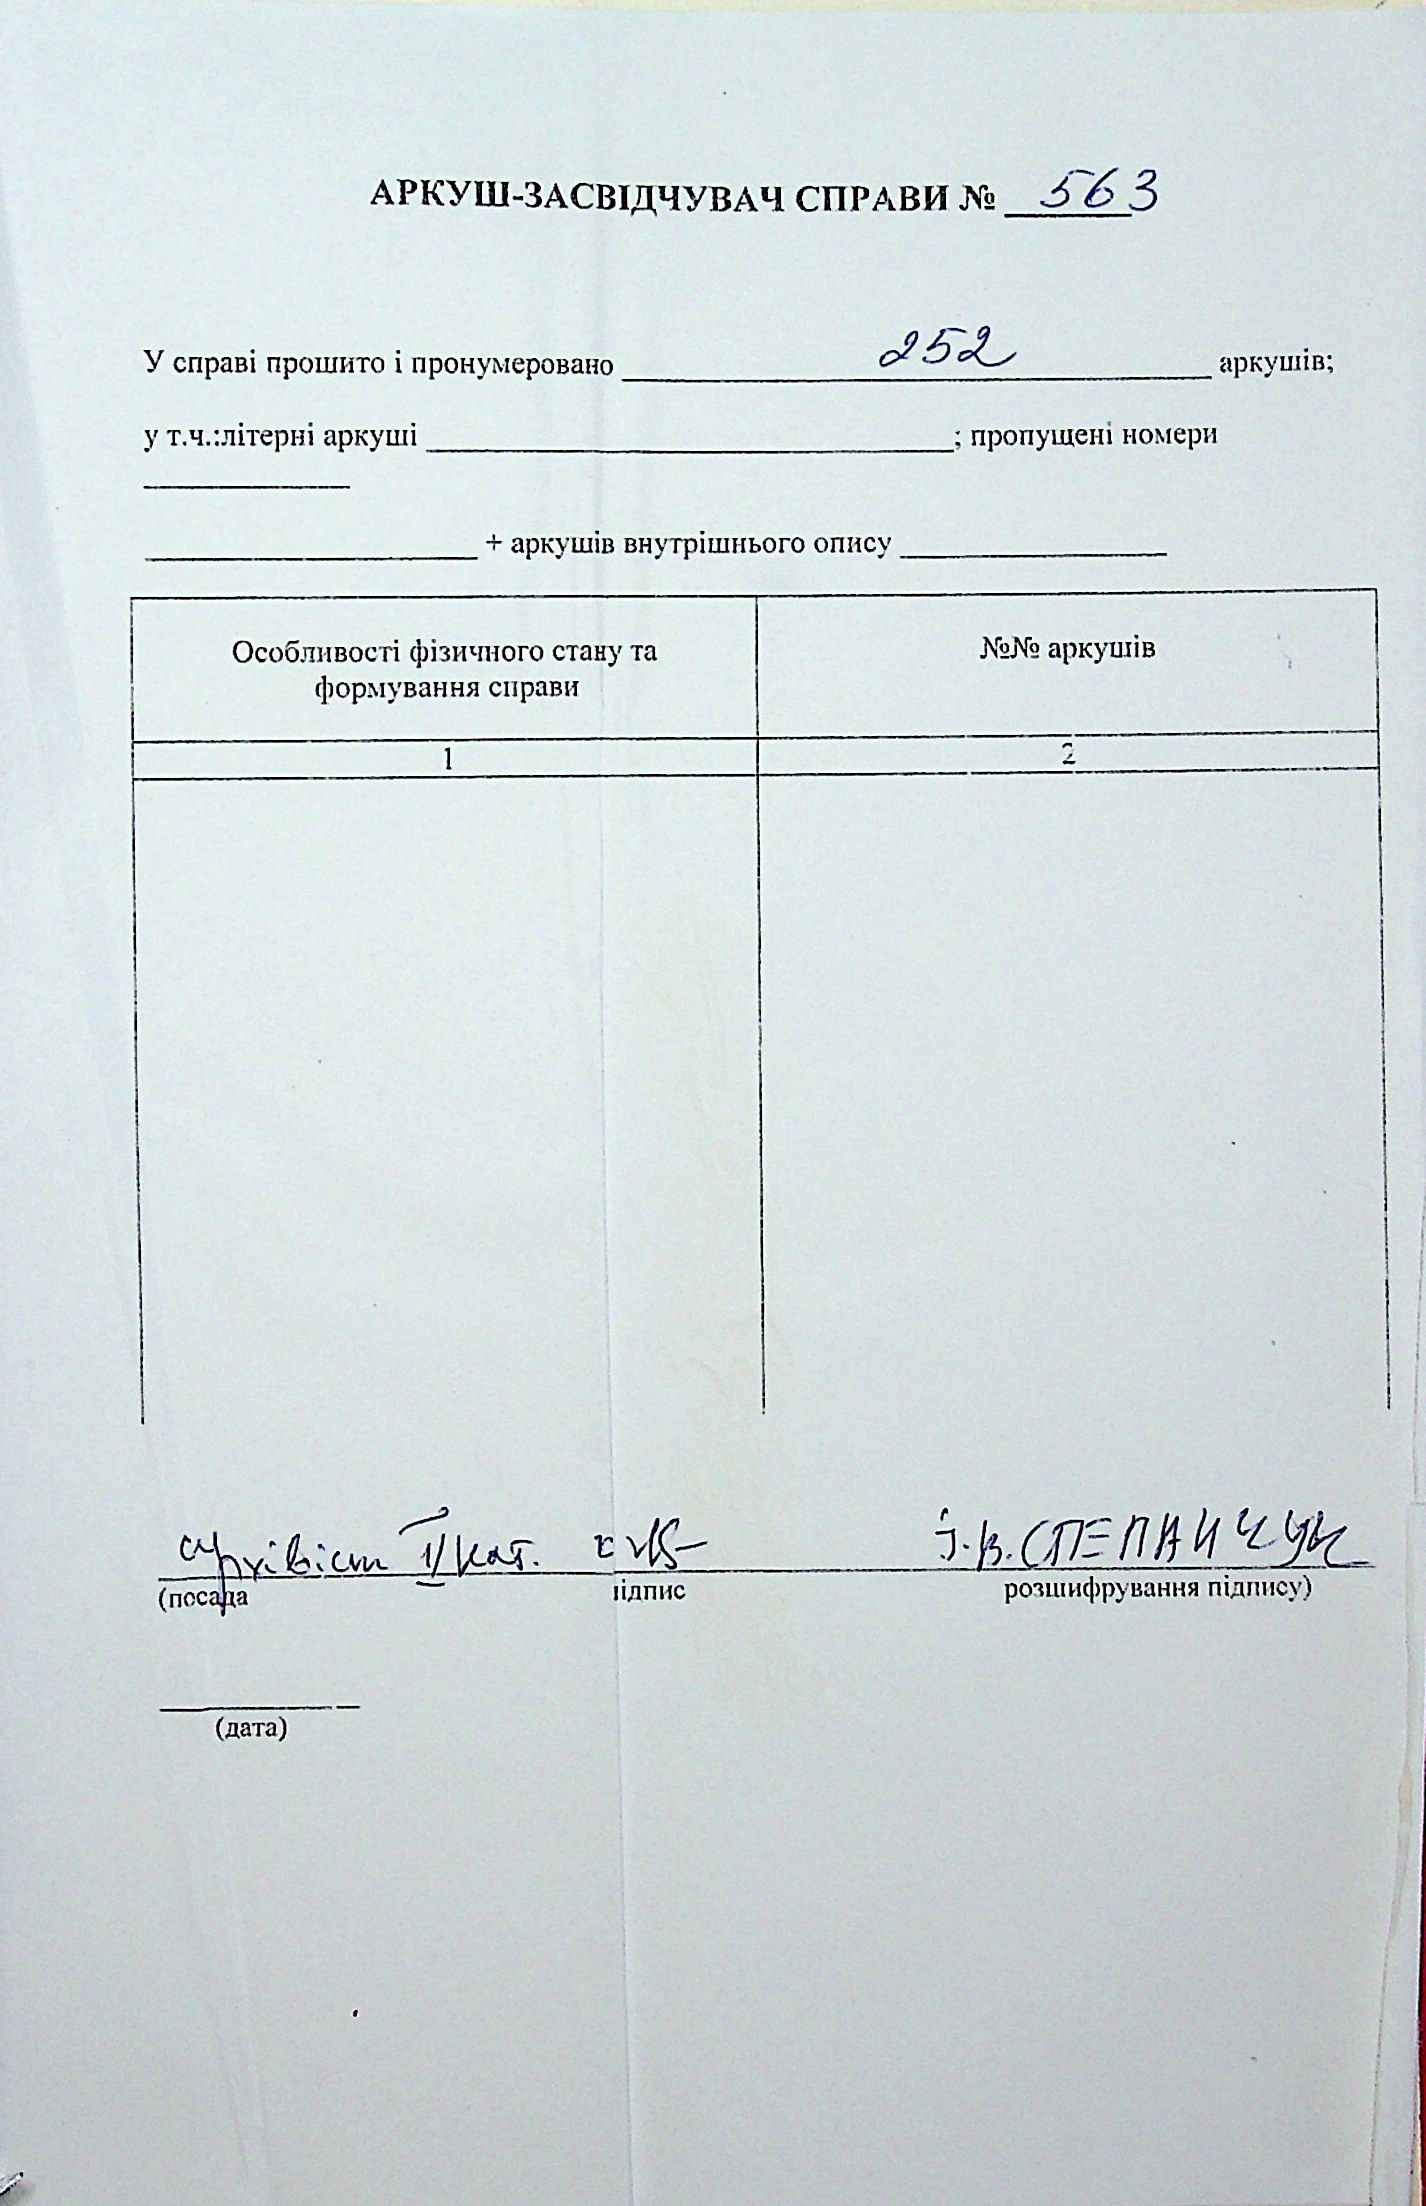 АРКУШ-ЗАСВІДЧУВАЧ СПРАВИ № 563
У справі прошито і пронумеровано 252 аркушів;
у т.ч.:літерні аркуші ; пропущені номери
+ аркушів внутрішнього опису
Особливості фізичного стану та
формування справи
№№ аркушів
1 2
архівіст II кат. І.В. СТЕПАНЧУК
(посада підпис розшифрування підпису)
(дата)